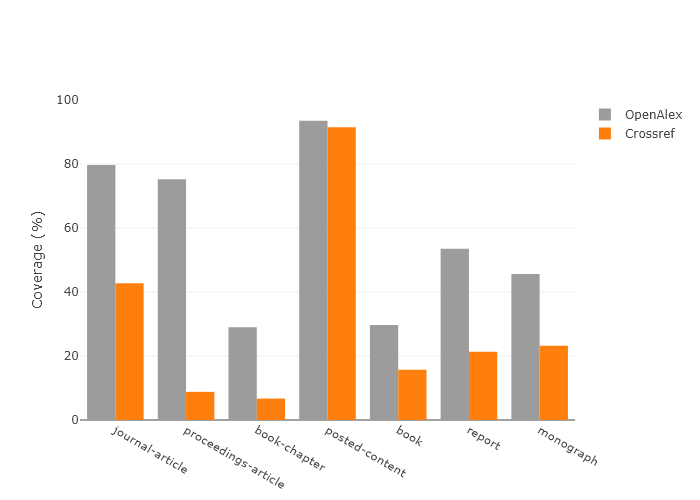 100
80
60
40
20
0
Coverage (%)
journal-article
proceedings-article
book-chapter
posted-content
book
report
monograph
OpenAlex
Crossref